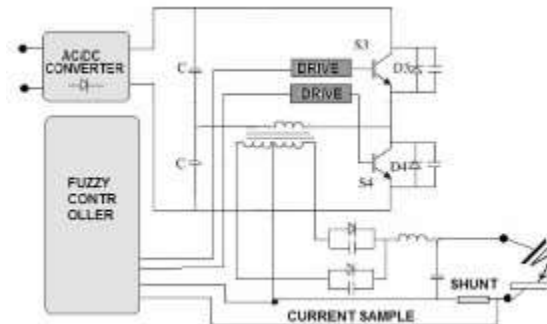 S3
AC/DC
CONVERTER
C
DRIVE
D3
DRIVE
C
D4
S4
FUZZY
CONTR
OLLER
SHUNT
CURRENT SAMPLE